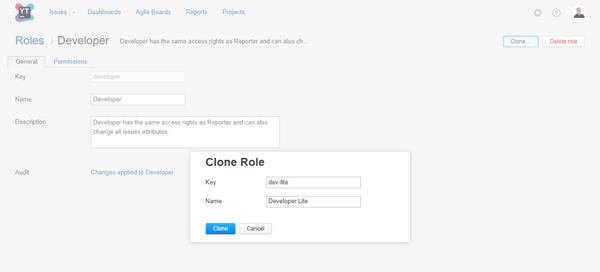 YT
Issues Dashboards Agile Boards Reports Projects
Roles › Developer Developer has the same access rights as Reporter and can also ch... Clone... Delete role
General Permissions
Key developer
Name Developer
Description Developer has the same access rights as Reporter and can also
change all issues attributes.
Audit Changes applied to Developer
Clone Role
Key dev-lite
Name Developer Lite
Clone Cancel